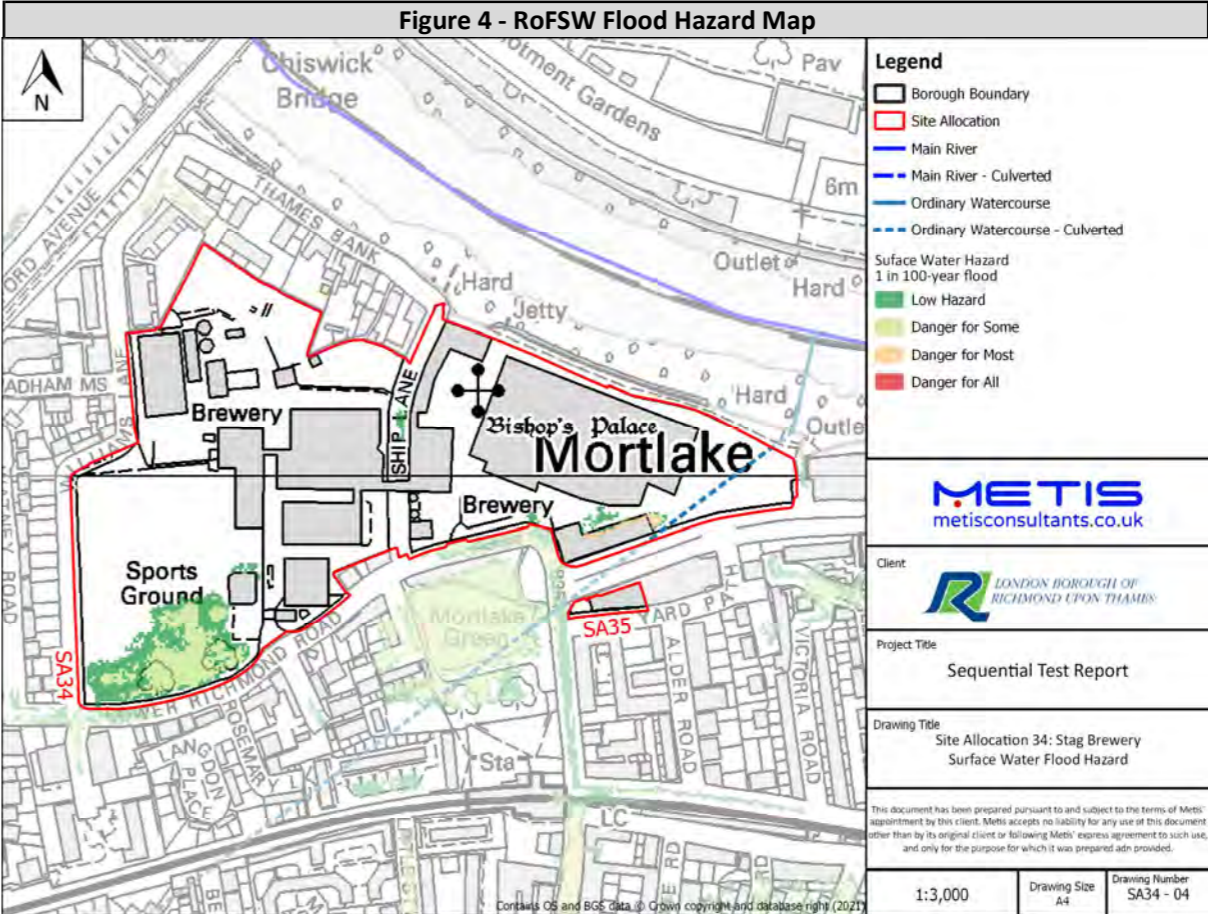 Figure 4 - RoFSW Flood Hazard Map
N
Chiswick
Bridge
Pav
Gardens
6m
AVENUE
THAMES BANK
Outlet
Hard
Hard
Jetty
ADHAM MS
WILLIAMS LANE
Brewery
SHIP LANE
Bishop's Palace
Hard
Mortlake
Brewery
Sports
Ground
Mortlake
Green
SA34
SA35
YARD PATH
LOWER RICHMOND ROAD
ALDER ROAD
VICTORIA ROAD
ROSEMARY
LANGDON
PLACE
Sta
LC
Contains OS and BGS data © Crown copyright and database right (2021)
Legend
Borough Boundary
Site Allocation
Main River
Main River - Culverted
Ordinary Watercourse
Ordinary Watercourse - Culverted
Suface Water Hazard
1 in 100-year flood
Low Hazard
Danger for Some
Danger for Most
Danger for All
METIS
metisconsultants.co.uk
Client
LONDON BOROUGH OF
RICHMOND UPON THAMES
Project Title
Sequential Test Report
Drawing Title
Site Allocation 34: Stag Brewery
Surface Water Flood Hazard
This document has been prepared pursuant to and subject to the terms of Metis'
appointment by this client. Metis accepts no liability for any use of this document
other than by its original client or following Metis' express agreement to such use,
and only for the purpose for which it was prepared adn provided.
1:3,000
Drawing Size
A4
Drawing Number
SA34 - 04